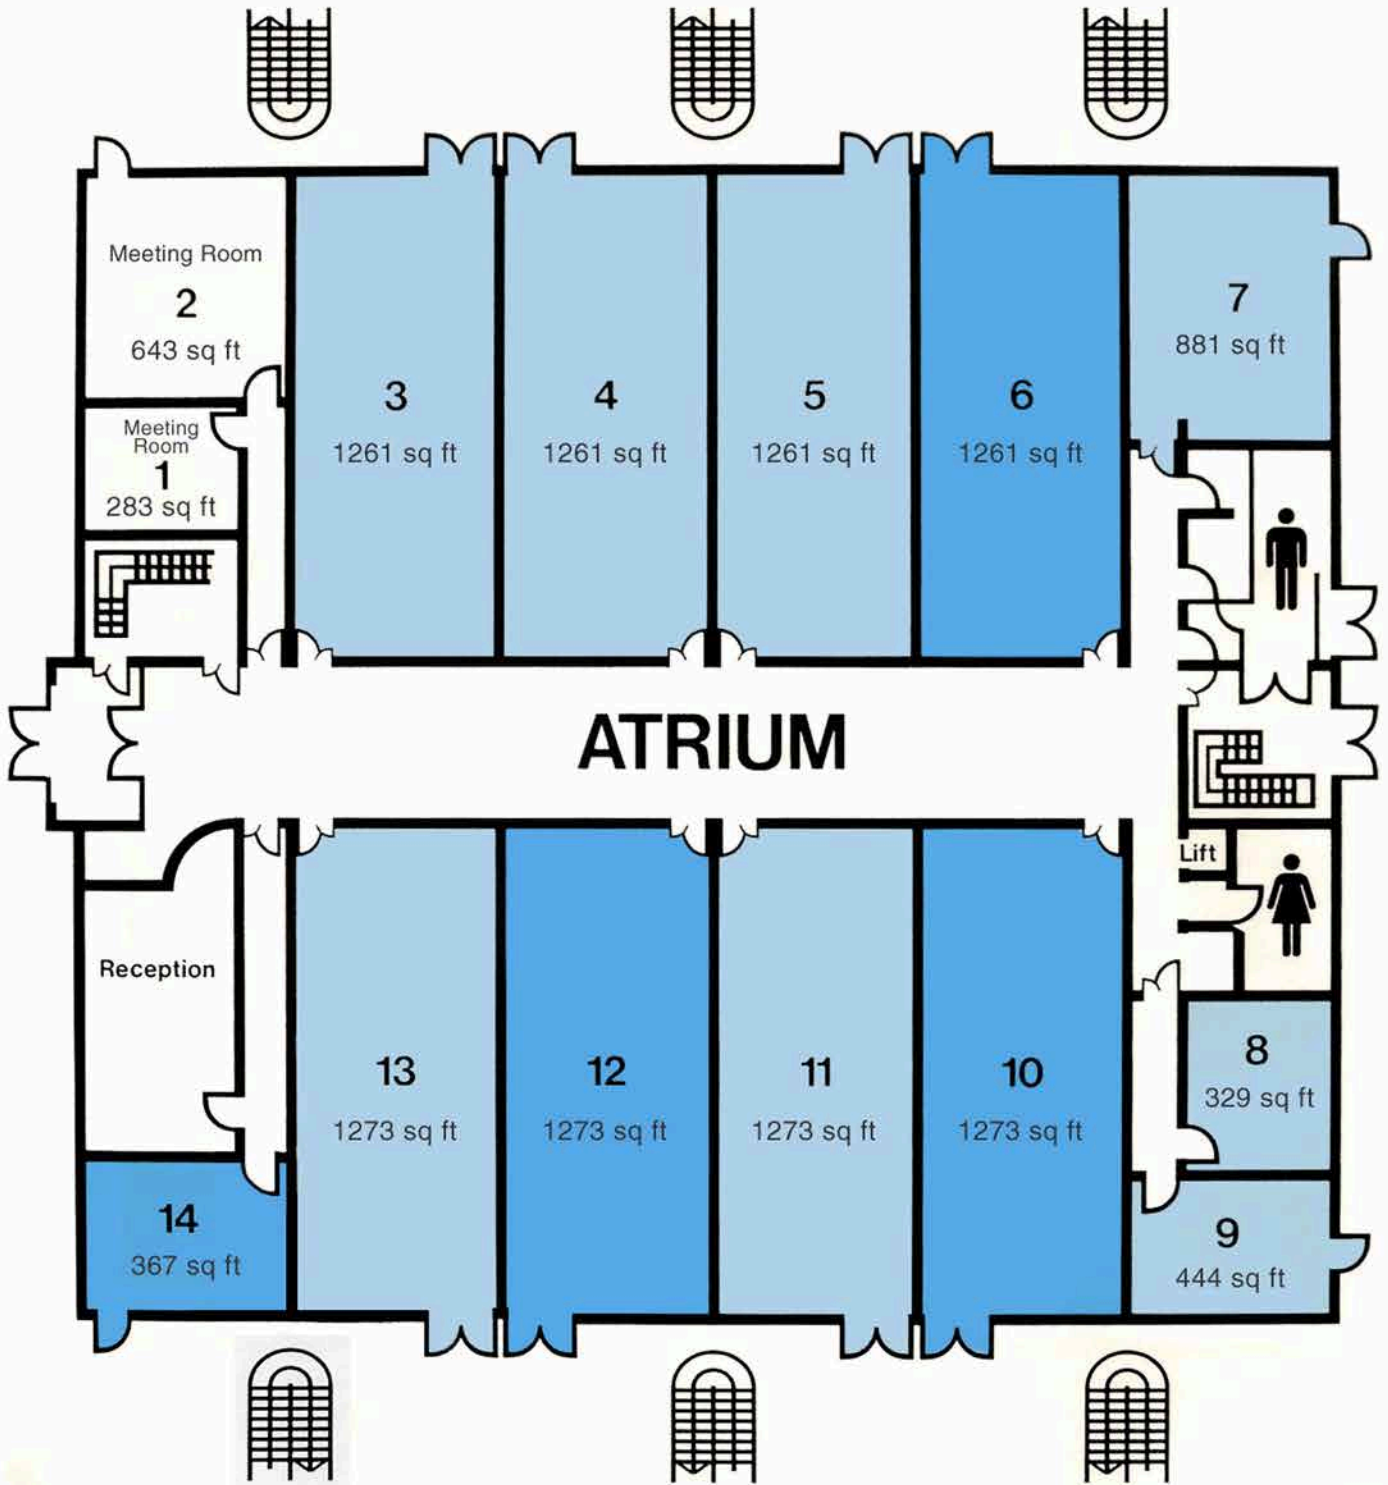 Meeting Room
2
643 sq ft
Meeting
Room
1
283 sq ft
3
1261 sq ft
4
1261 sq ft
5
1261 sq ft
6
1261 sq ft
7
881 sq ft
ATRIUM
Lift
Reception
13
1273 sq ft
12
1273 sq ft
11
1273 sq ft
10
1273 sq ft
8
329 sq ft
14
367 sq ft
9
444 sq ft